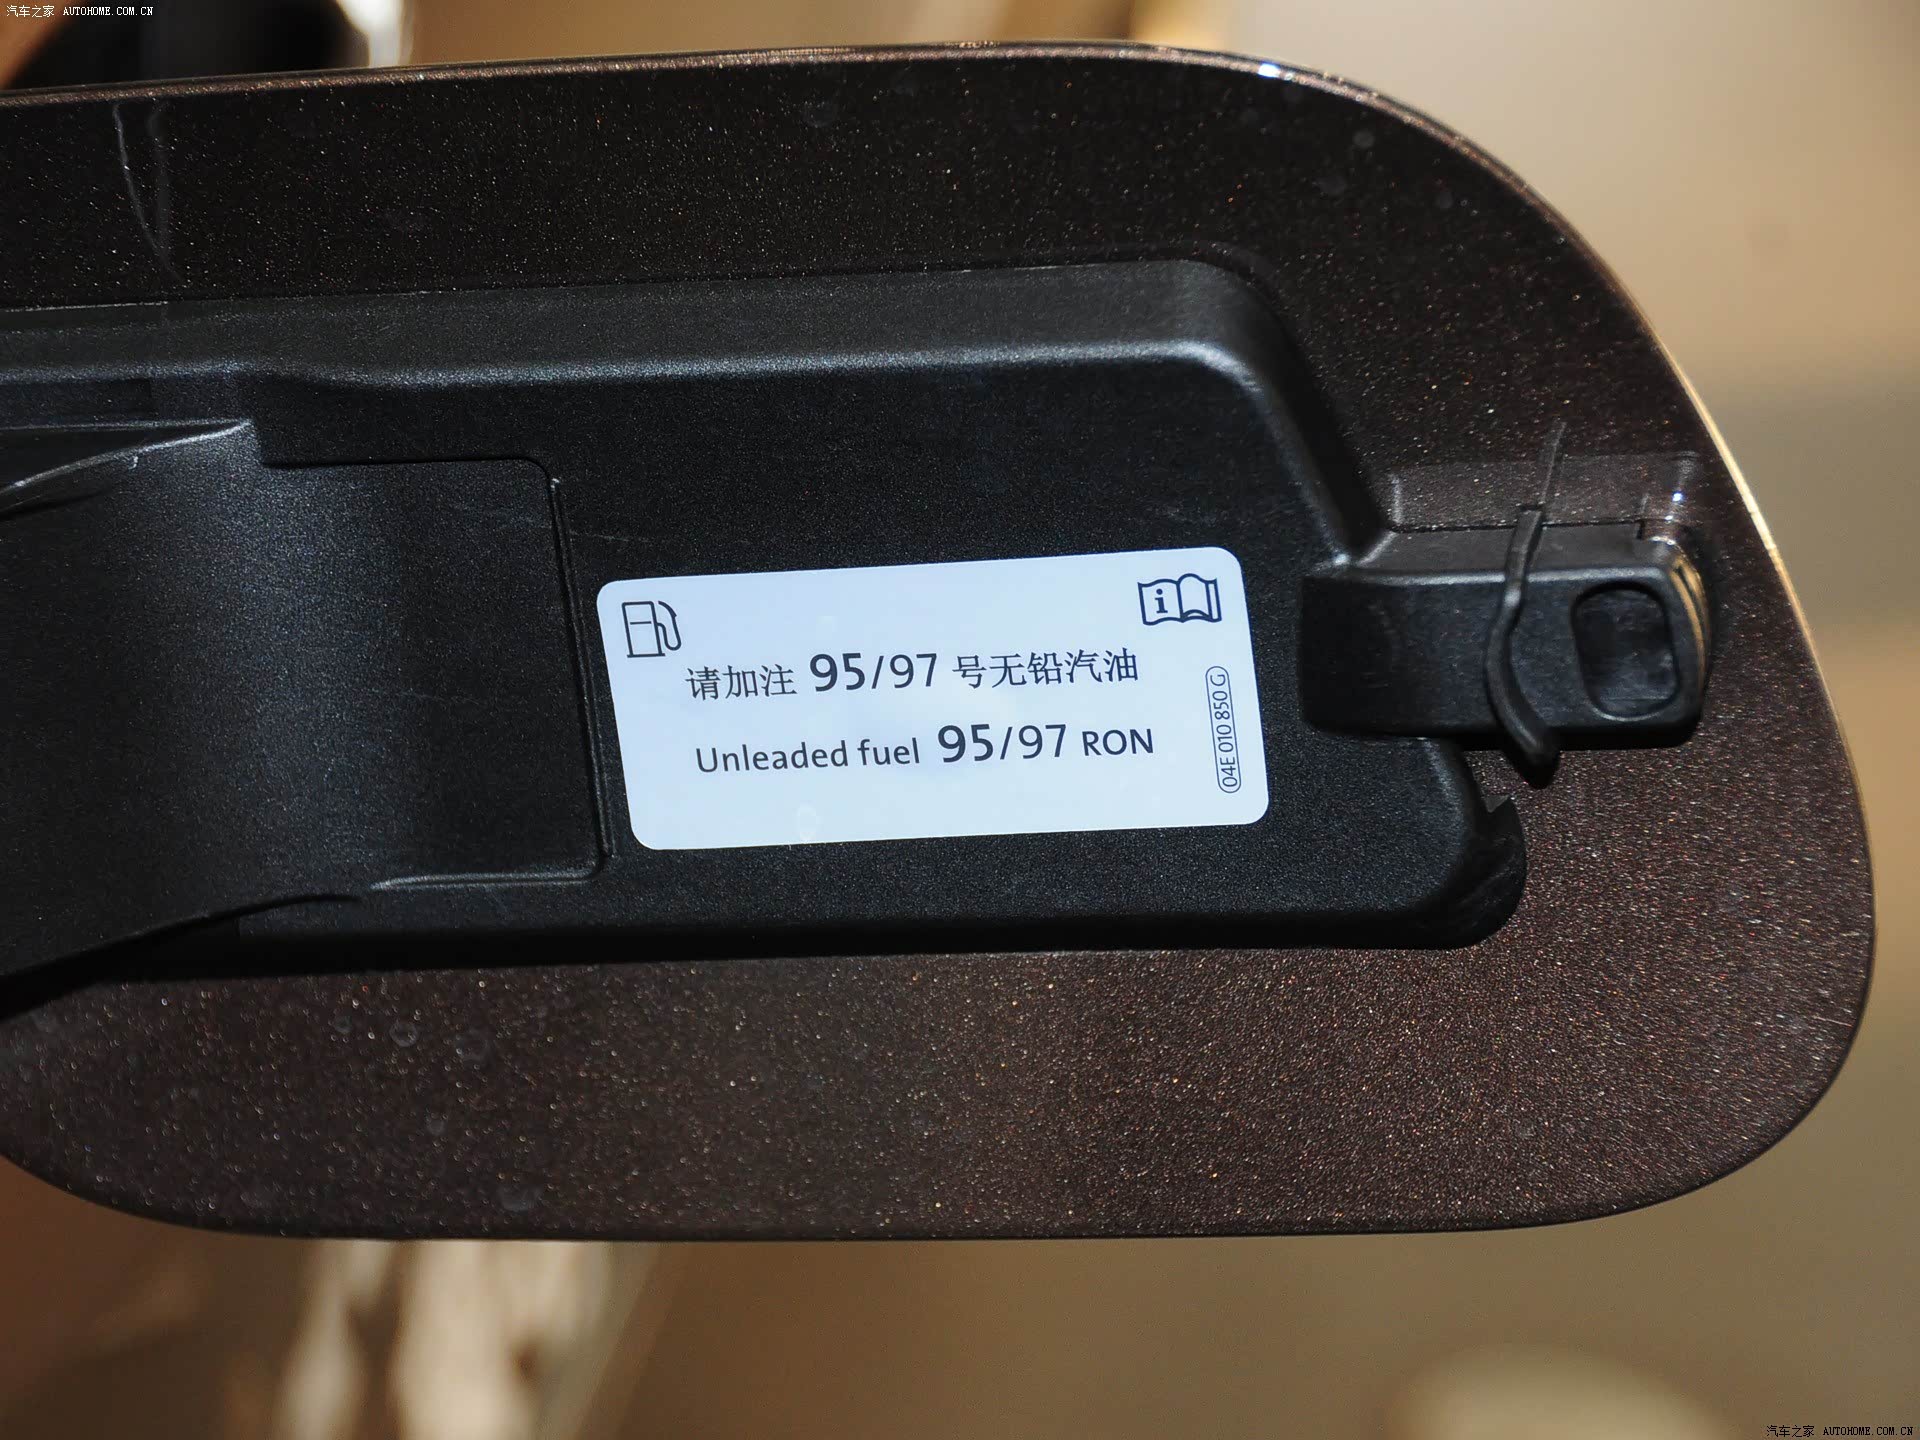 汽车之家 AUTOHOME.COM.CN
i
请加注 95/97 号无铅汽油
Unleaded fuel 95/97 RON
04E 010 850 G
汽车之家 AUTOHOME.COM.CN